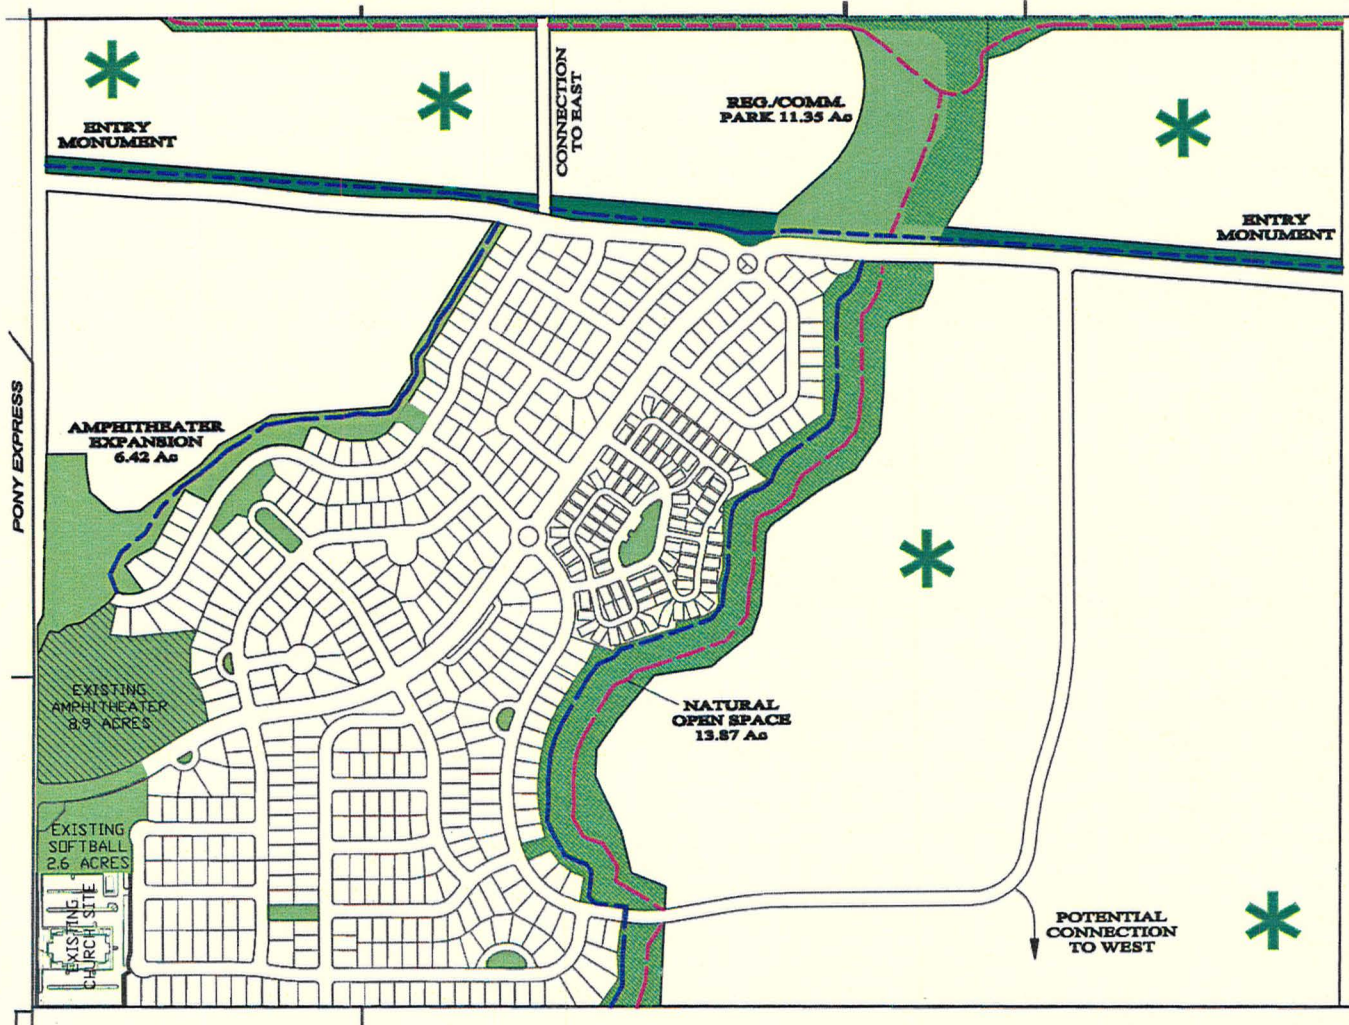 ENTRY
MONUMENT
CONNECTION
TO EAST
REG./COMM.
PARK 11.35 Ac
ENTRY
MONUMENT
PONY EXPRESS
AMPHITHEATER
EXPANSION
6.42 Ac
EXISTING
AMPHITHEATER
8.9 ACRES
NATURAL
OPEN SPACE
13.87 Ac
EXISTING
SOFTBALL
2.6 ACRES
EXISTING
CHURCH SITE
POTENTIAL
CONNECTION
TO WEST